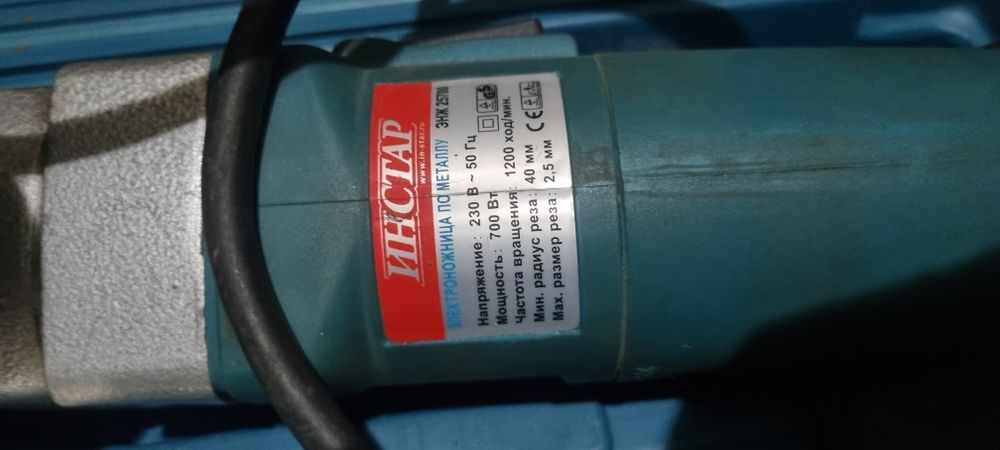 ИНСТАР
www.in-star.ru
ЭЛЕКТРОНОЖНИЦА ПО МЕТАЛЛУ ЭНЖ 25700
Напряжение: 230 В ~ 50 Гц
Мощность: 700 Вт
Частота вращения: 1200 ход/мин.
Мин. радиус реза: 40 мм
Мах. размер реза: 2,5 мм
CE